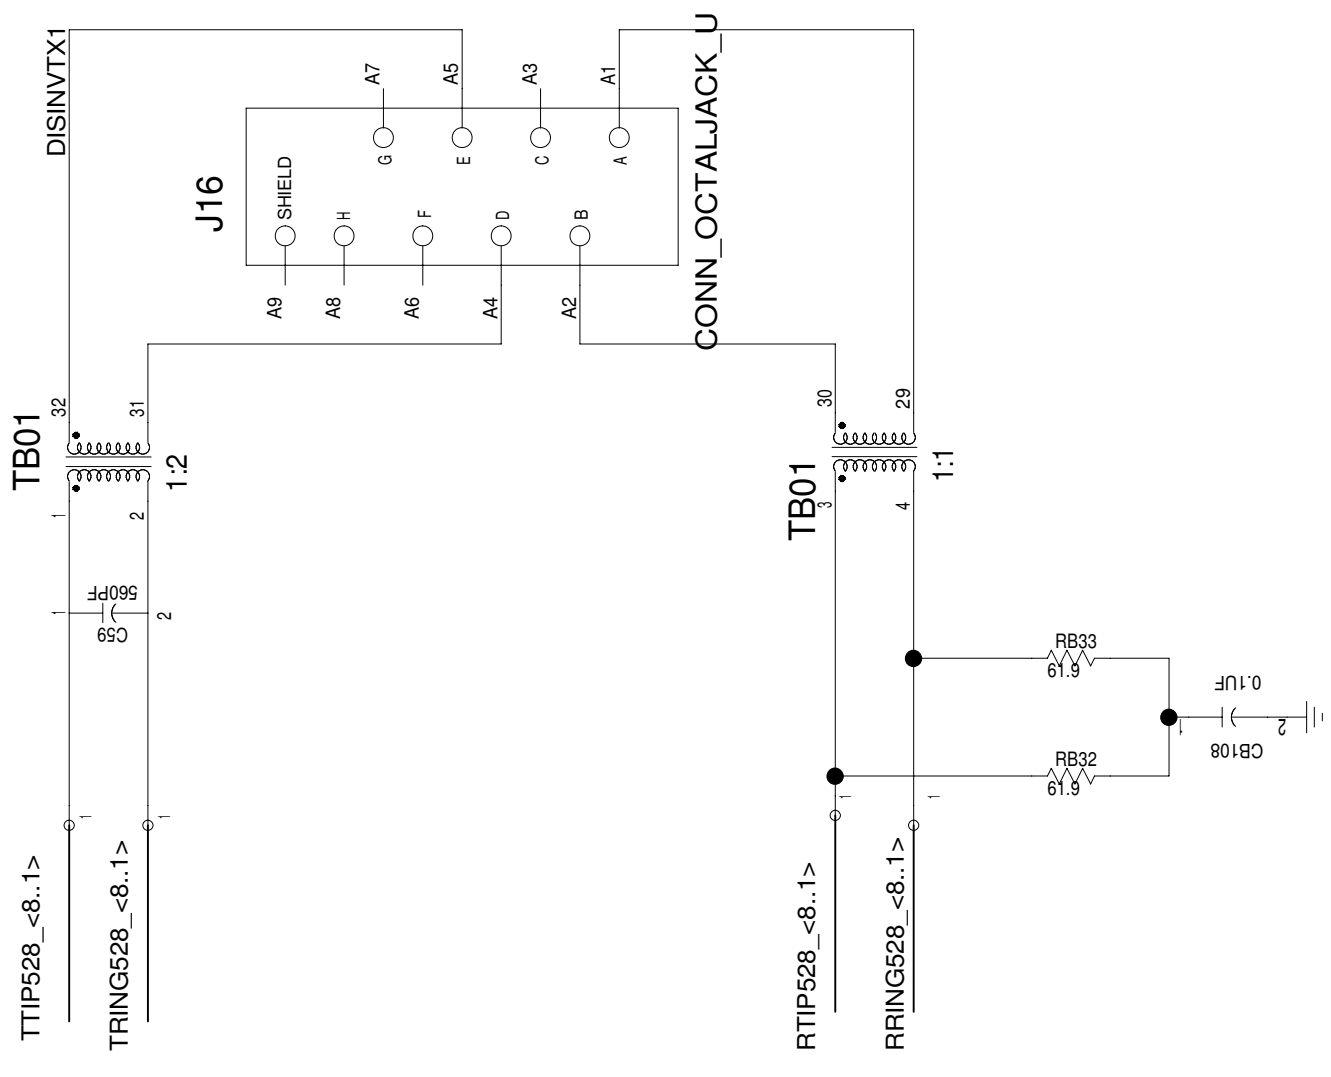 DISINVTX1
A7
A5
A3
A1
G
E
C
A
J16
SHIELD
H
F
D
B
A9
A8
A6
A4
A2
CONN_OCTALJACK_U
32
31
TB01
1:2
1
2
30
29
TB01
1:1
3
4
1
560PF
C59
2
RB33
61.9
0.1UF
1
2
CB108
RB32
61.9
1
1
1
1
TTIP528_<8..1>
TRING528_<8..1>
RTIP528_<8..1>
RRING528_<8..1>